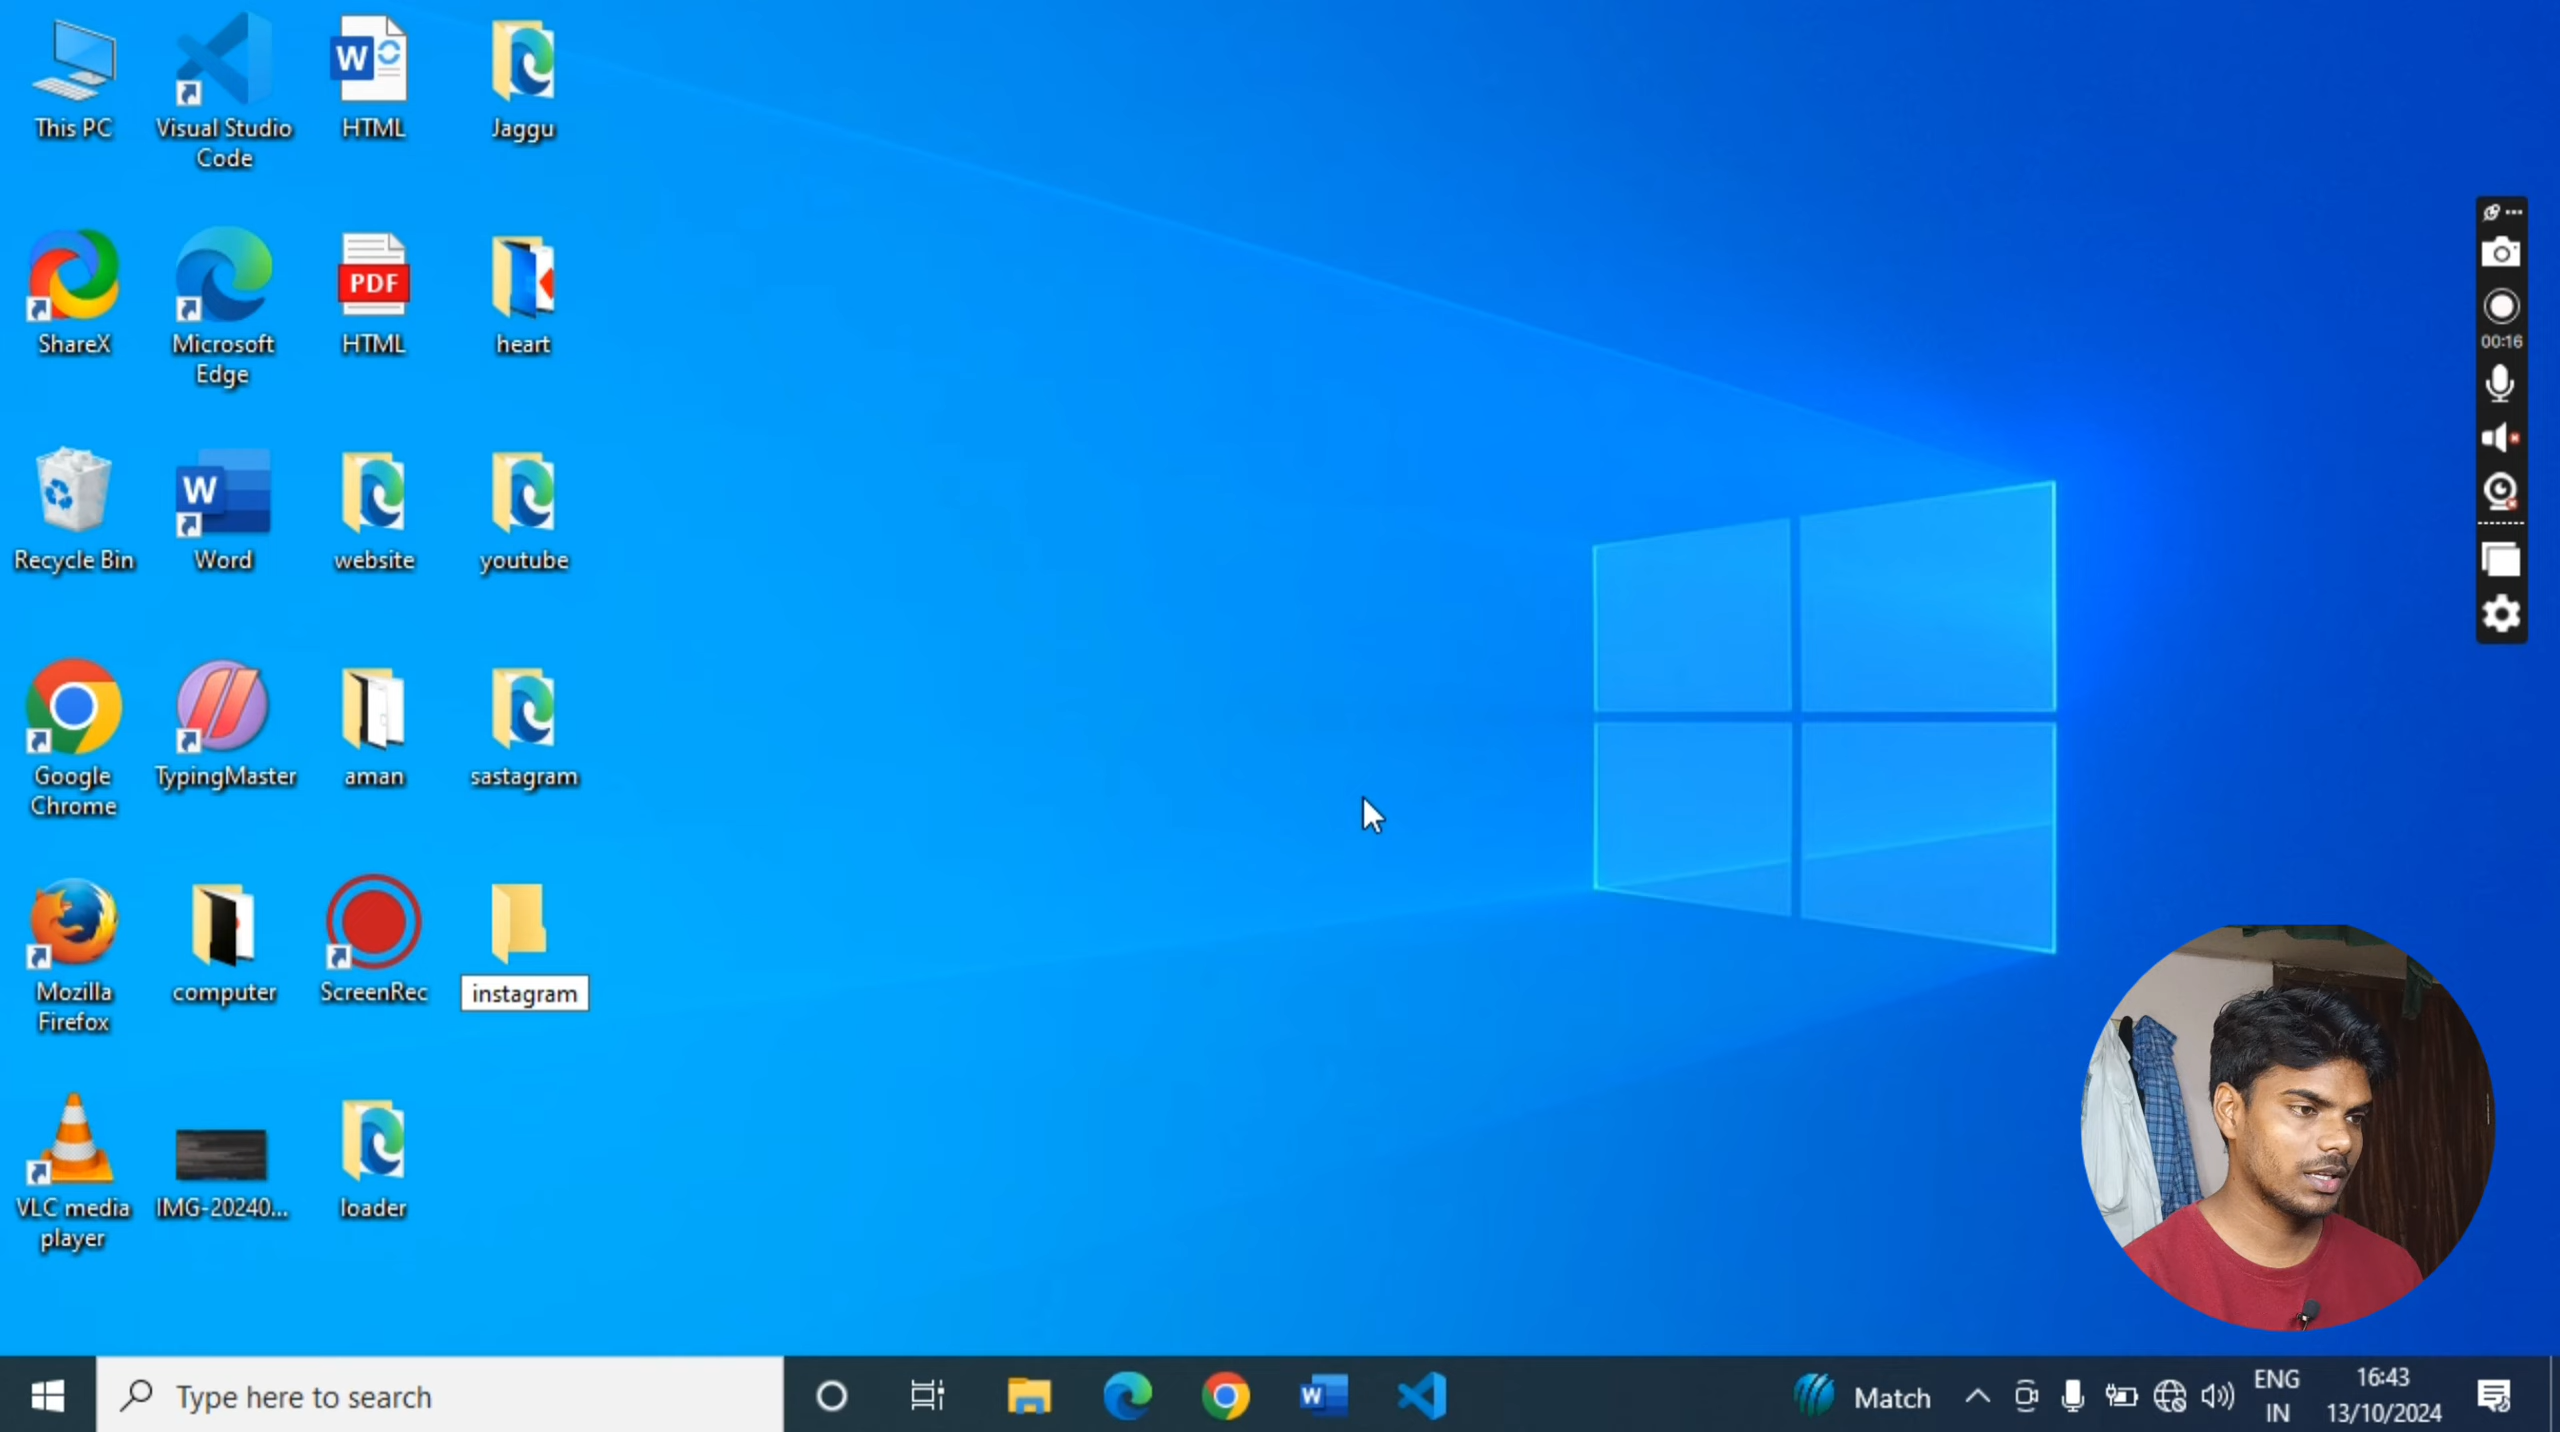 This PC
Visual Studio
Code
W
HTML
Jaggu
ShareX
Microsoft
Edge
PDF
HTML
heart
Recycle Bin
W
Word
website
youtube
Google
Chrome
TypingMaster
aman
sastagram
Mozilla
Firefox
computer
ScreenRec
instagram
VLC media
player
IMG-20240...
loader
00:16
Type here to search
W
Match
ENG
IN
16:43
13/10/2024